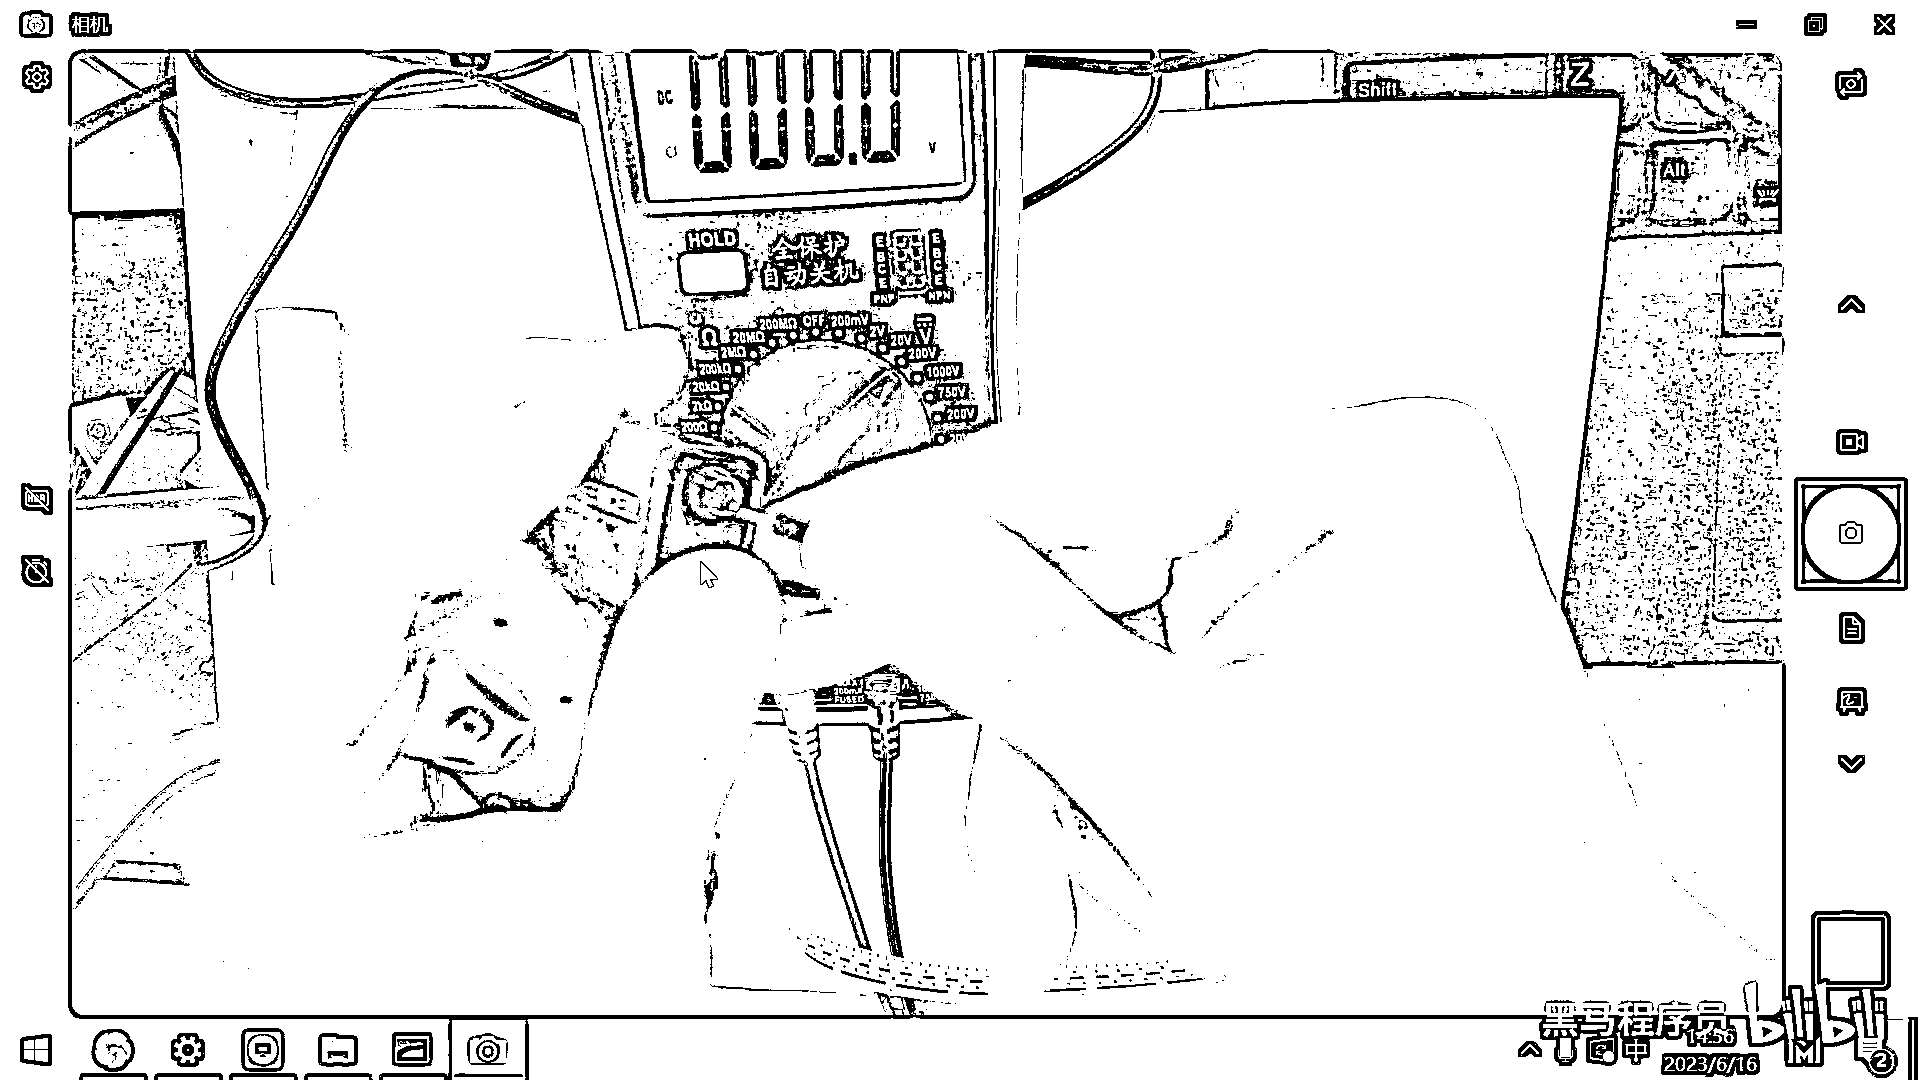 相机
Shift
Z
Alt
DC
0000.0
V
HOLD
全保护
自动关机
E
B
C
E
PNP
E
B
C
E
NPN
Ω
200MΩ
OFF
200mV
20MΩ
2V
20V
2MΩ
200V
200kΩ
1000V
20kΩ
750V
2kΩ
200V
200Ω
FUSED
黑马程序员
bilibili
中
14:56
2023/6/16
M
2